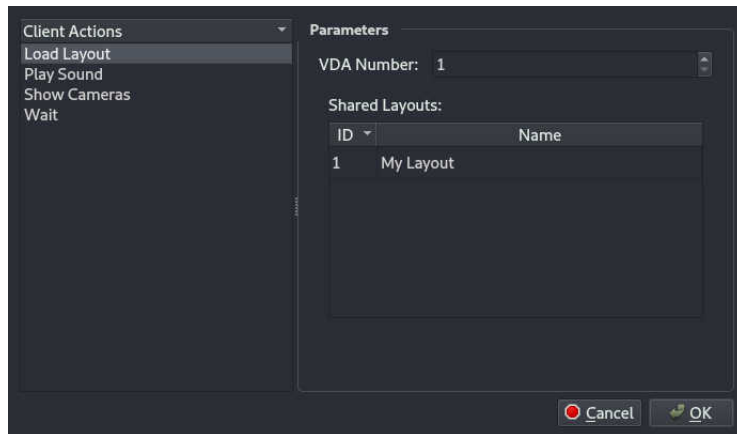 Client Actions
Load Layout
Play Sound
Show Cameras
Wait
Parameters
VDA Number: 1
Shared Layouts:
ID Name
1 My Layout
Cancel OK